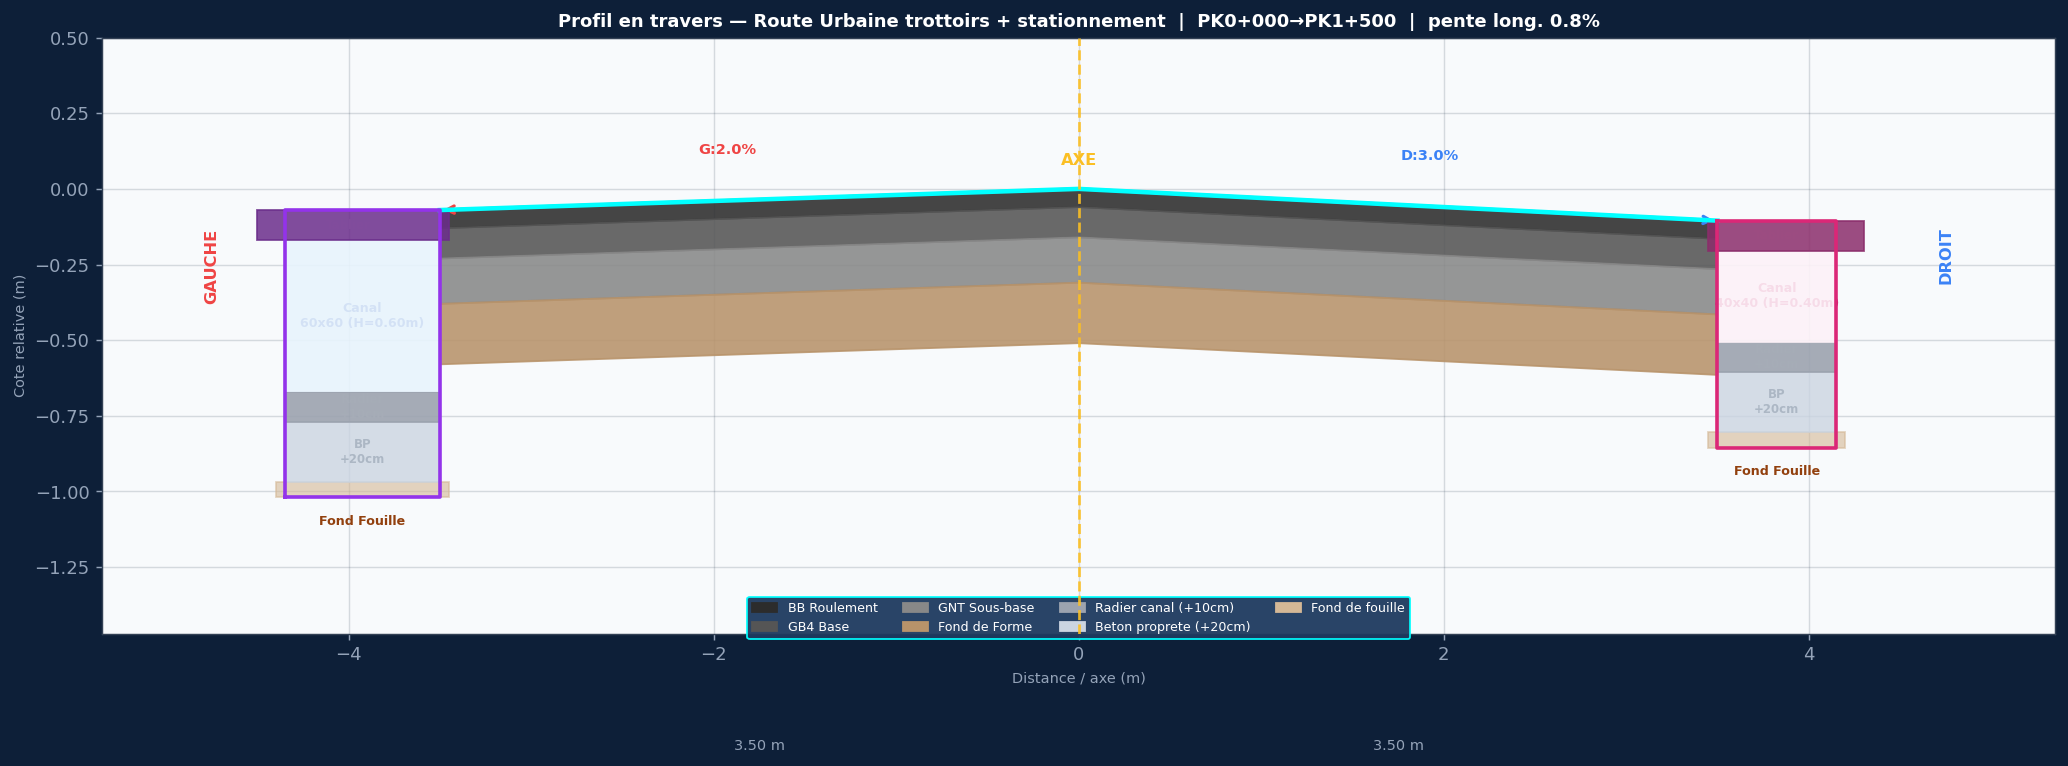 Profil en travers — Route Urbaine trottoirs + stationnement | PK0+000→PK1+500 | pente long. 0.8%
0.50
0.25
0.00
−0.25
−0.50
−0.75
−1.00
−1.25
Cote relative (m)
G:2.0%
AXE
D:3.0%
GAUCHE
DROIT
Canal
60x60 (H=0.60m)
BP
+20cm
Fond Fouille
Canal
40x40 (H=0.40m)
BP
+20cm
Fond Fouille
BB Roulement
GB4 Base
GNT Sous-base
Fond de Forme
Radier canal (+10cm)
Beton proprete (+20cm)
Fond de fouille
−4
−2
0
2
4
Distance / axe (m)
3.50 m
3.50 m